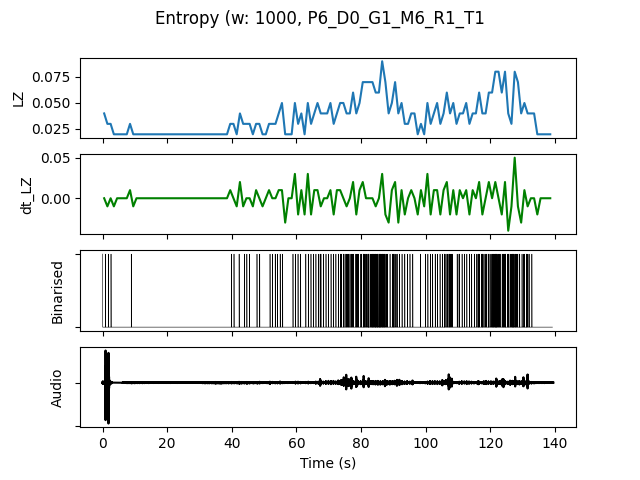 Entropy (w: 1000, P6_D0_G1_M6_R1_T1
LZ
0.075
0.050
0.025
dt_LZ
0.05
0.00
Binarised
Audio
0 20 40 60 80 100 120 140
Time (s)